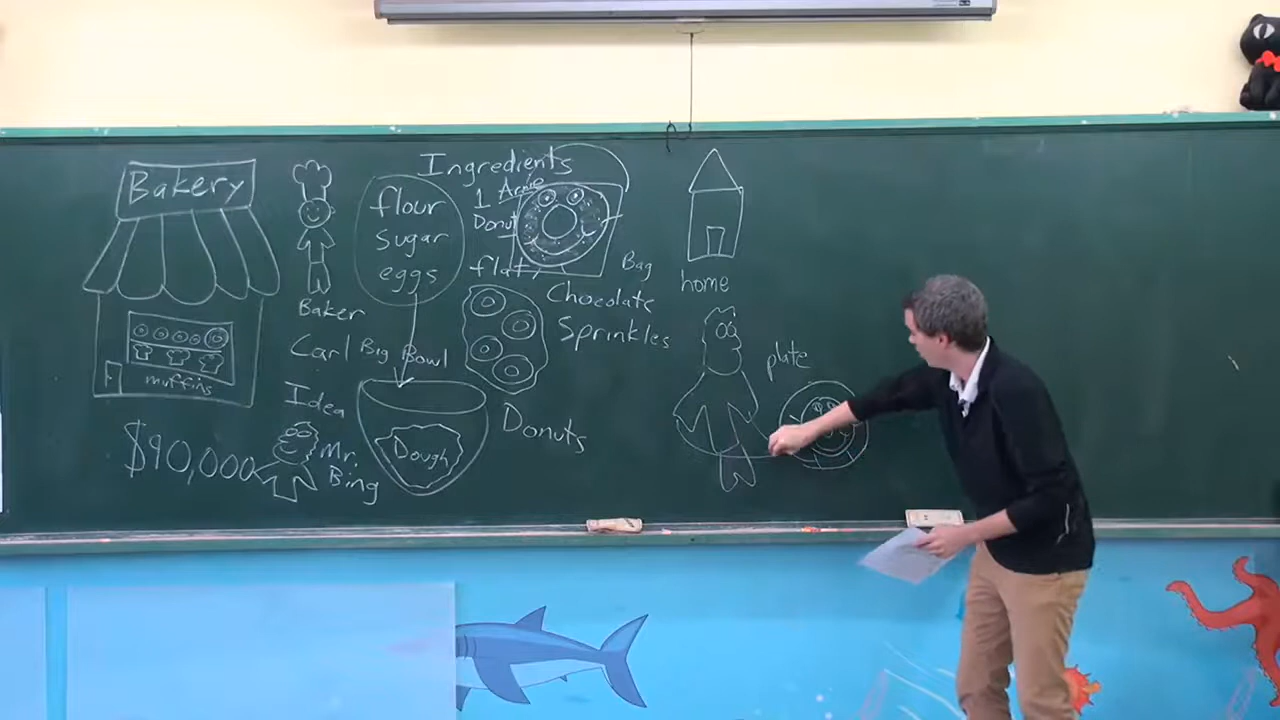 Bakery
muffins
$90,000
Baker
Carl
Idea
Mr.
Bing
flour
sugar
eggs
Big Bowl
Dough
Ingredients
1 Arnie
Donut
flat,
Bag
Chocolate
Sprinkles
Donuts
home
plate